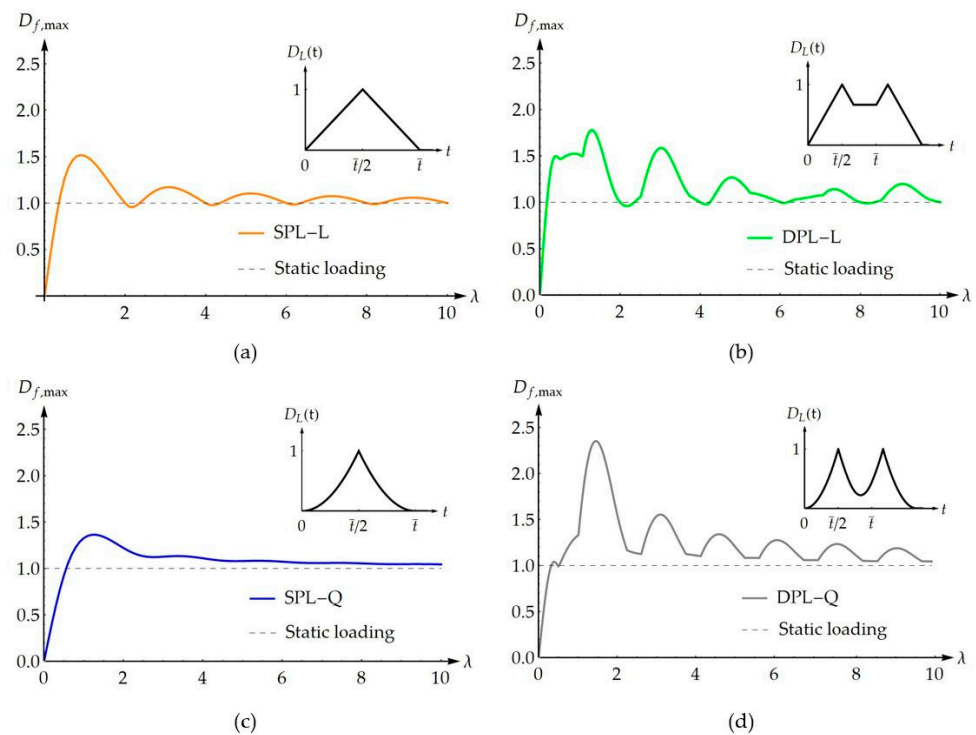 D_{f,max}
2.5
2.0
1.5
1.0
0.5
2 4 6 8 10 λ
D_L(t)
1
0 t̄/2 t̄ t
SPL–L
Static loading
(a)
D_{f,max}
2.5
2.0
1.5
1.0
0.5
0.0
0 2 4 6 8 10 λ
D_L(t)
1
0 t̄/2 t̄ t
DPL–L
Static loading
(b)
D_{f,max}
2.5
2.0
1.5
1.0
0.5
0.0
0 2 4 6 8 10 λ
D_L(t)
1
0 t̄/2 t̄ t
SPL–Q
Static loading
(c)
D_{f,max}
2.5
2.0
1.5
1.0
0.5
0.0
0 2 4 6 8 10 λ
D_L(t)
1
0 t̄/2 t̄ t
DPL–Q
Static loading
(d)